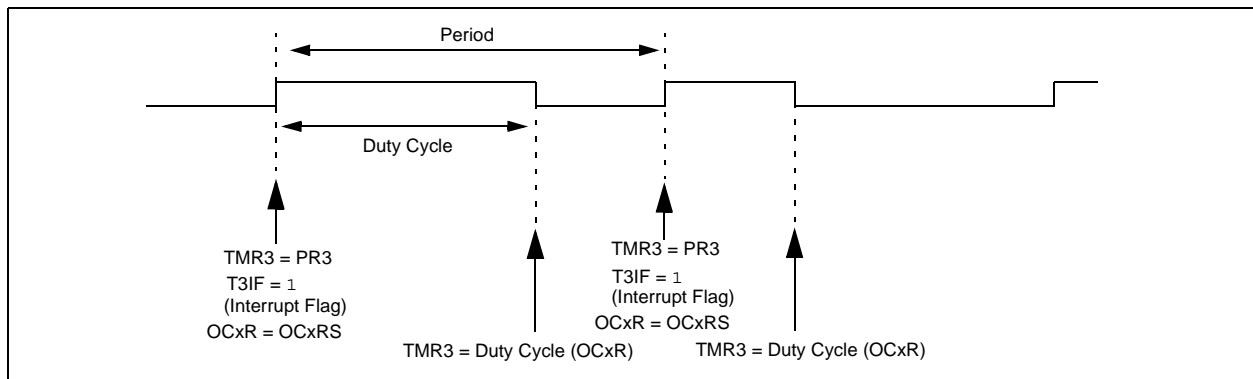 Period
Duty Cycle
TMR3 = PR3
T3IF = 1
(Interrupt Flag)
OCxR = OCxRS
TMR3 = Duty Cycle (OCxR)
TMR3 = PR3
T3IF = 1
(Interrupt Flag)
OCxR = OCxRS
TMR3 = Duty Cycle (OCxR)